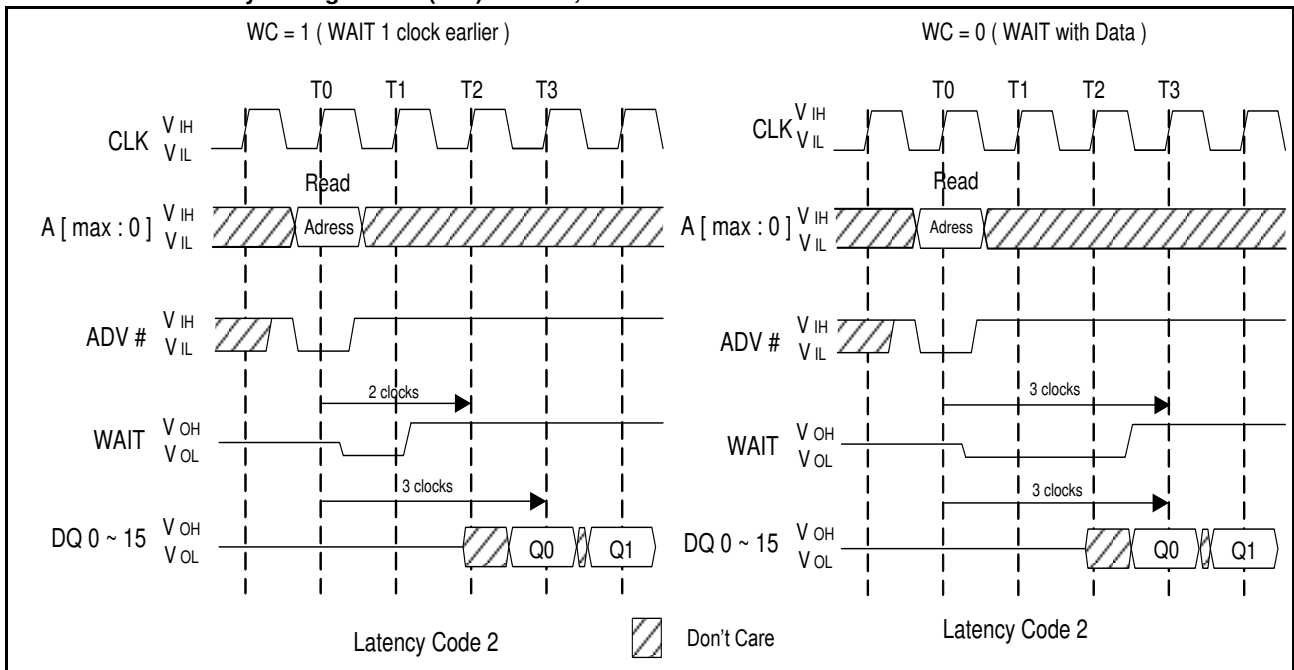 WC = 1 ( WAIT 1 clock earlier )
T0 T1 T2 T3
CLK V IH
V IL
Read
A [ max : 0 ] V IH
V IL
Adress
ADV # V IH
V IL
2 clocks
WAIT V OH
V OL
3 clocks
DQ 0 ~ 15 V OH
V OL
Q0 Q1
Latency Code 2
WC = 0 ( WAIT with Data )
T0 T1 T2 T3
CLK V IH
V IL
Read
A [ max : 0 ] V IH
V IL
Adress
ADV # V IH
V IL
3 clocks
WAIT V OH
V OL
3 clocks
DQ 0 ~ 15 V OH
V OL
Q0 Q1
Latency Code 2
Don't Care